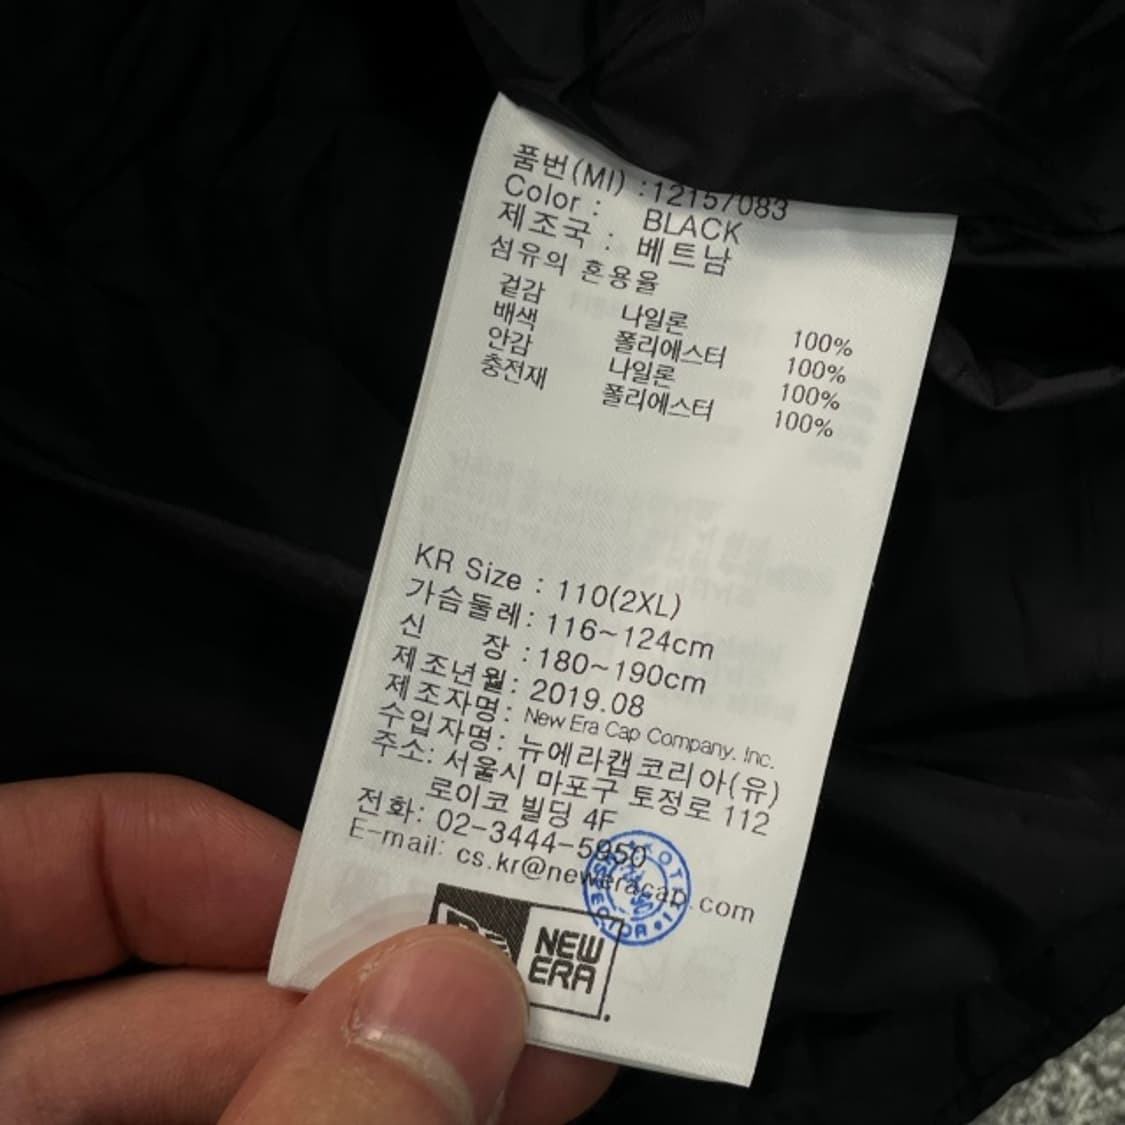 품번(MI) : 12157083
Color : BLACK
제조국 : 베트남
섬유의 혼용율
겉감 나일론 100%
배색 폴리에스터 100%
안감 나일론 100%
충전재 폴리에스터 100%
KR Size : 110(2XL)
가슴둘레: 116~124cm
신 장 : 180~190cm
제조년월: 2019.08
제조자명: New Era Cap Company. Inc.
수입자명: 뉴에라캡코리아(유)
주소: 서울시 마포구 토정로 112
로이코 빌딩 4F
전화: 02-3444-5950
E-mail: cs.kr@neweracap.com
NEW
ERA